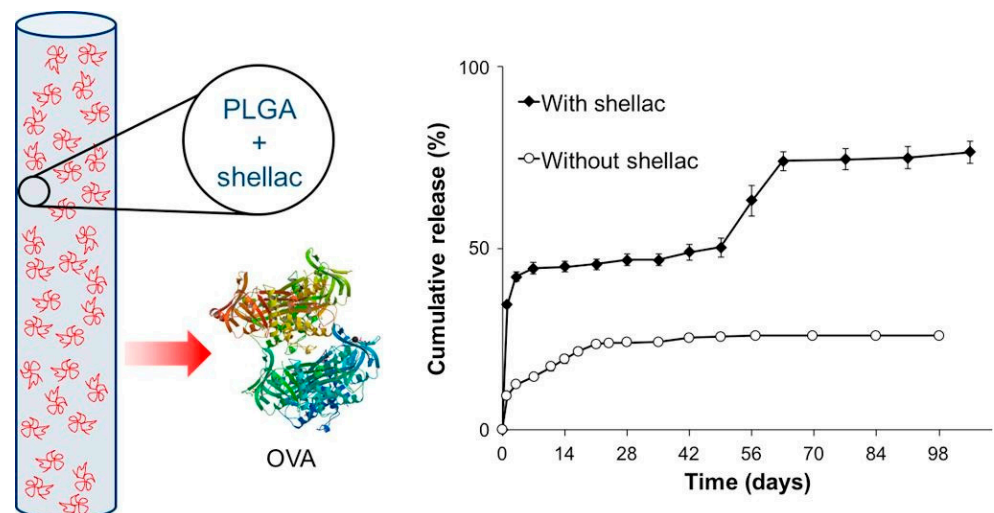 PLGA
+
shellac
OVA
Cumulative release (%)
100
50
0
With shellac
Without shellac
0 14 28 42 56 70 84 98
Time (days)